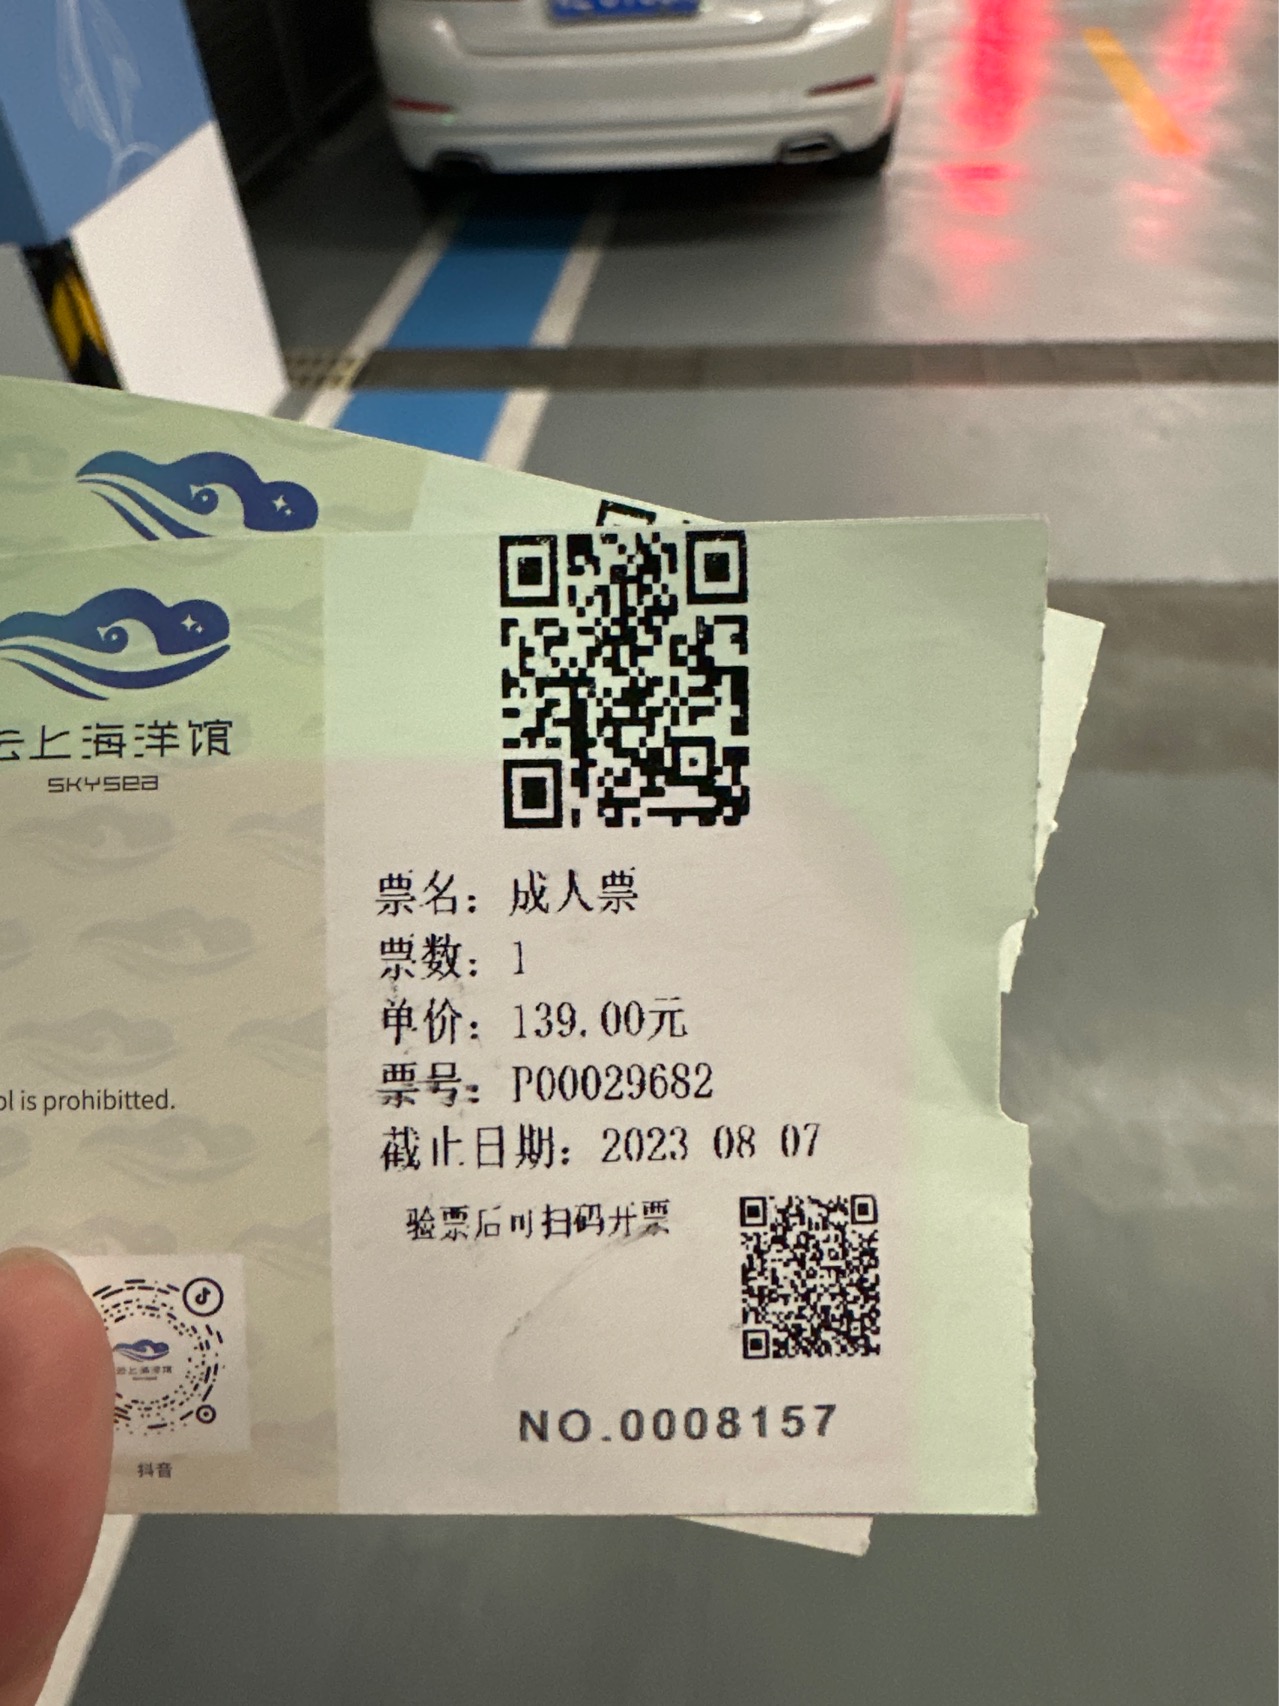 云上海洋馆
SKYSEA
票名：成人票
票数：1
单价：139.00元
票号：P00029682
截止日期：2023 08 07
ol is prohibitted.
验票后可扫码开票
抖音
NO.0008157